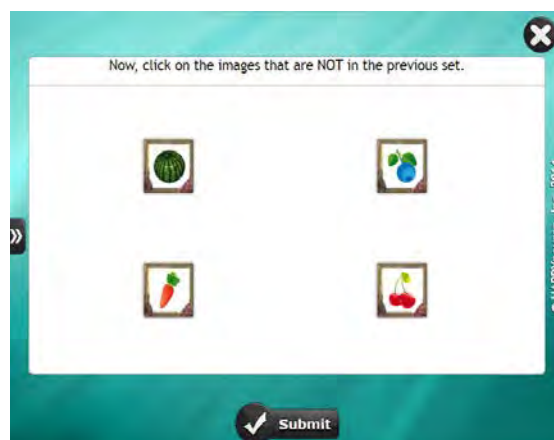 Now, click on the images that are NOT in the previous set.
Submit